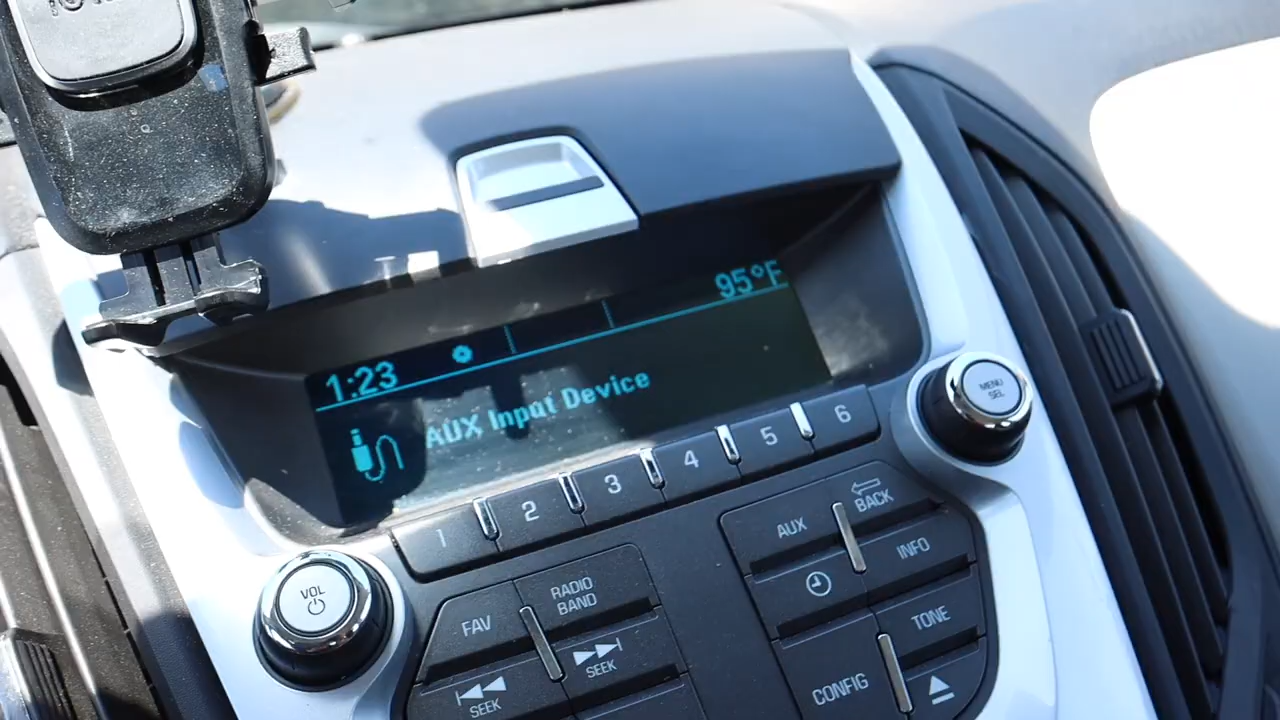 95°F
1:23
AUX Input Device
1
2
3
4
5
6
MENU
SEL
VOL
FAV
RADIO
BAND
SEEK
SEEK
AUX
BACK
INFO
TONE
CONFIG